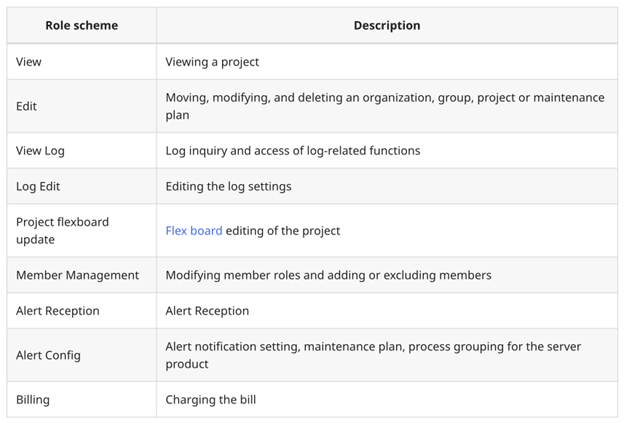 Role scheme Description
View Viewing a project
Edit Moving, modifying, and deleting an organization, group, project or maintenance
plan
View Log Log inquiry and access of log-related functions
Log Edit Editing the log settings
Project flexboard
update
Flex board editing of the project
Member Management Modifying member roles and adding or excluding members
Alert Reception Alert Reception
Alert Config Alert notification setting, maintenance plan, process grouping for the server
product
Billing Charging the bill